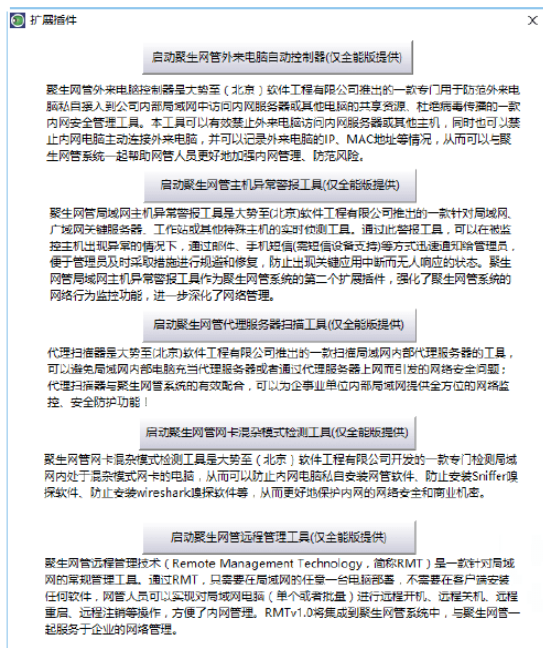 扩展插件
启动聚生网管外来电脑自动控制器(仅全能版提供)
聚生网管外来电脑控制器是大势至（北京）软件工程有限公司推出的一款专门用于防范外来电
脑私自接入到公司内部局域网中访问内网服务器或其他电脑的共享资源、杜绝病毒传播的一款
内网安全管理工具。本工具可以有效禁止外来电脑访问内网服务器或其他主机，同时也可以禁
止内网电脑主动连接外来电脑，并可以记录外来电脑的IP、MAC地址等情况，从而可以与聚
生网管系统一起帮助网管人员更好地加强内网管理、防范风险。
启动聚生网管主机异常警报工具(仅全能版提供)
聚生网管局域网主机异常警报工具是大势至(北京)软件工程有限公司推出的一款针对局域网、
广域网关键服务器、工作站或其他特殊主机的实时侦测工具。通过此警报工具，可以在被监
控主机出现异常的情况下，通过邮件、手机短信(需短信设备支持)等方式迅速通知给管理员，
便于管理员及时采取措施进行规避和修复，防止出现关键应用中断而无人响应的状态。聚生
网管局域网主机异常警报工具作为聚生网管系统的第二个扩展插件，强化了聚生网管系统的
网络行为监控功能，进一步深化了网络管理。
启动聚生网管代理服务器扫描工具(仅全能版提供)
代理扫描器是大势至(北京)软件工程有限公司推出的一款扫描局域网内部代理服务器的工具，
可以避免局域网内部电脑充当代理服务器或者通过代理服务器上网而引发的网络安全问题；
代理扫描器与聚生网管系统的有效配合，可以为企事业单位内部局域网提供全方位的网络监
控、安全防护功能！
启动聚生网管网卡混杂模式检测工具(仅全能版提供)
聚生网管网卡混杂模式检测工具是大势至（北京）软件工程有限公司开发的一款专门检测局域
网内处于混杂模式网卡的电脑，从而可以防止内网电脑私自安装网管软件、防止安装Sniffer嗅
探软件、防止安装wireshark嗅探软件等，从而更好地保护内网的网络安全和商业机密。
启动聚生网管远程管理工具(仅全能版提供)
聚生网管远程管理技术（Remote Management Technology，简称RMT）是一款针对局域
网的常规管理工具。通过RMT，只需要在局域网的任意一台电脑部署，不需要在客户端安装
任何软件，网管人员可以实现对局域网电脑（单个或者批量）进行远程开机、远程关机、远程
重启、远程注销等操作，方便了内网管理。RMTv1.0将集成到聚生网管系统中，与聚生网管一
起服务于企业的网络管理。